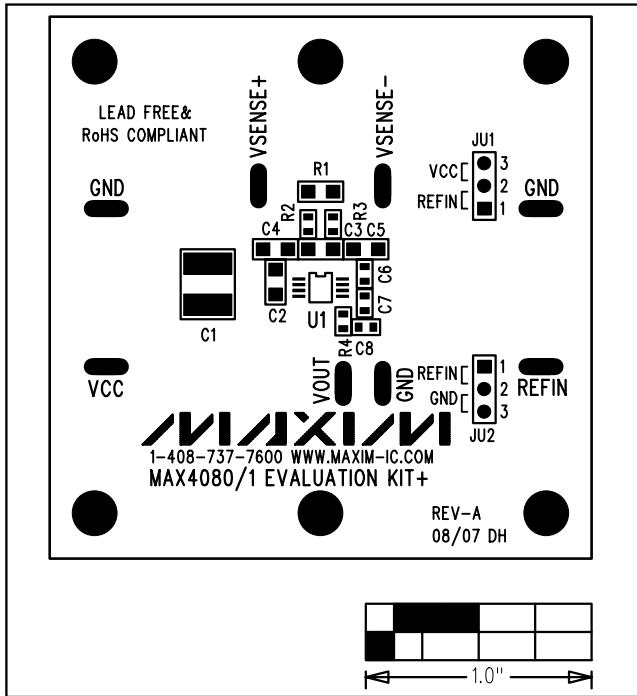 LEAD FREE&
RoHS COMPLIANT
VSENSE+
VSENSE-
JU1
VCC
3
2
REFIN
1
GND
GND
R1
R2
R3
C4
C3
C5
C6
C7
C2
U1
C1
R4
C8
VCC
VOUT
GND
REFIN
1
2
GND
3
JU2
REFIN
MAXIM
1-408-737-7600 WWW.MAXIM-IC.COM
MAX4080/1 EVALUATION KIT+
REV-A
08/07 DH
1.0"